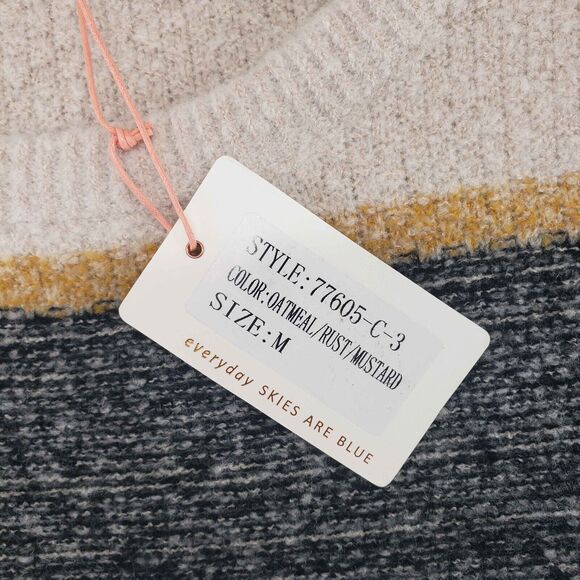 STYLE:77605-C-3
COLOR:OATMEAL/RUST/MUSTARD
SIZE:M
everyday SKIES ARE BLUE